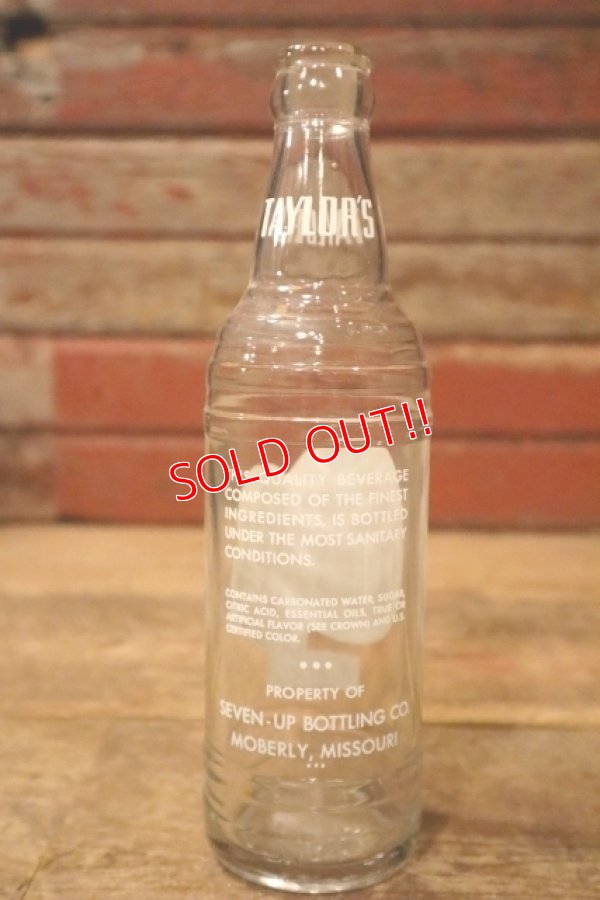 TAYLOR'S
SOLD OUT!!
QUALITY BEVERAGE
COMPOSED OF THE FINEST
INGREDIENTS, IS BOTTLED
UNDER THE MOST SANITARY
CONDITIONS.
CONTAINS CARBONATED WATER, SUGAR,
CITRIC ACID, ESSENTIAL OILS, TRUE OR
ARTIFICIAL FLAVOR (SEE CROWN) AND U.S.
CERTIFIED COLOR.
PROPERTY OF
SEVEN-UP BOTTLING CO.
MOBERLY, MISSOURI